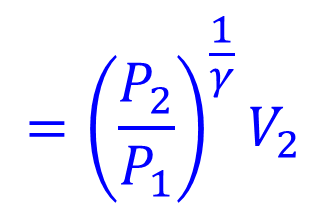 = (P₂/P₁)^(1/γ) V₂